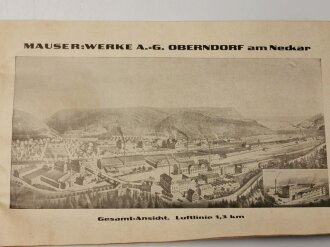 MAUSER:WERKE A.-G. OBERNDORF am Neckar
Gesamt-Ansicht. Luftlinie 1,3 km